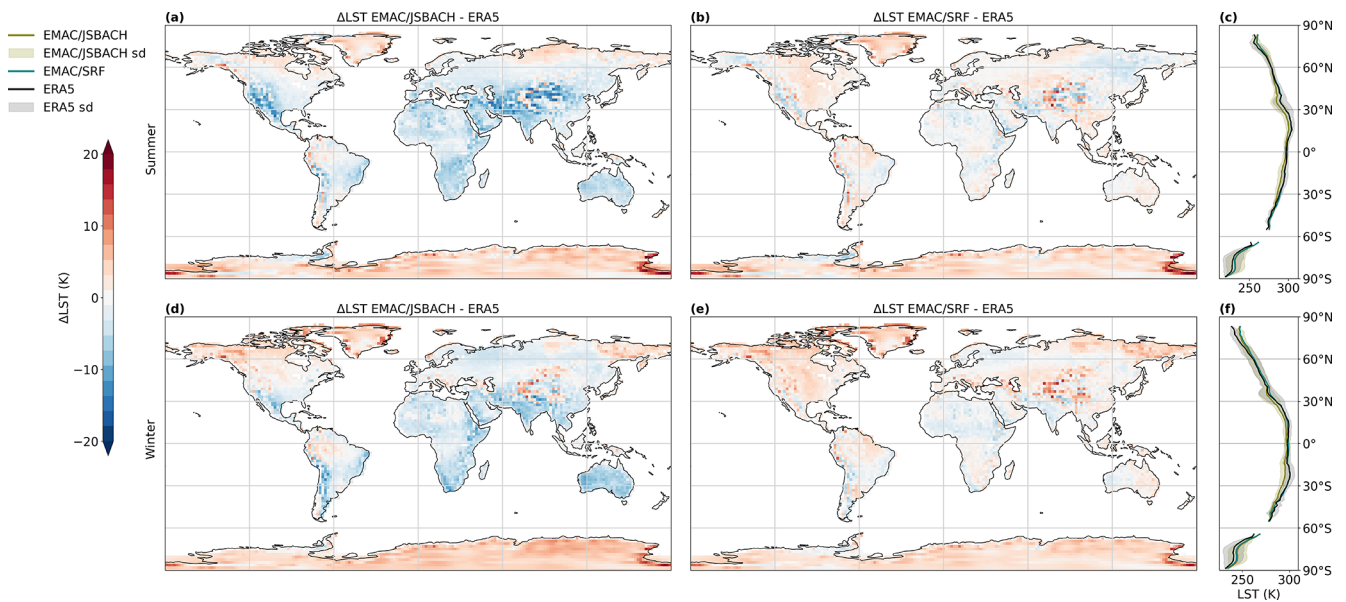 (a) ΔLST EMAC/JSBACH - ERA5
(b) ΔLST EMAC/SRF - ERA5
(c)
EMAC/JSBACH
EMAC/JSBACH sd
EMAC/SRF
ERA5
ERA5 sd
20
10
0
−10
−20
ΔLST (K)
Summer
90°N
60°N
30°N
0°
30°S
60°S
90°S
250 300
(d) ΔLST EMAC/JSBACH - ERA5
(e) ΔLST EMAC/SRF - ERA5
(f)
Winter
90°N
60°N
30°N
0°
30°S
60°S
90°S
250 300
LST (K)